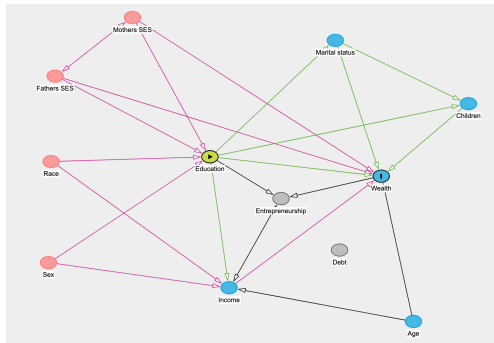 Mothers SES
Marital status
Fathers SES
Children
Race
Education
Wealth
Entrepreneurship
Debt
Sex
Income
Age